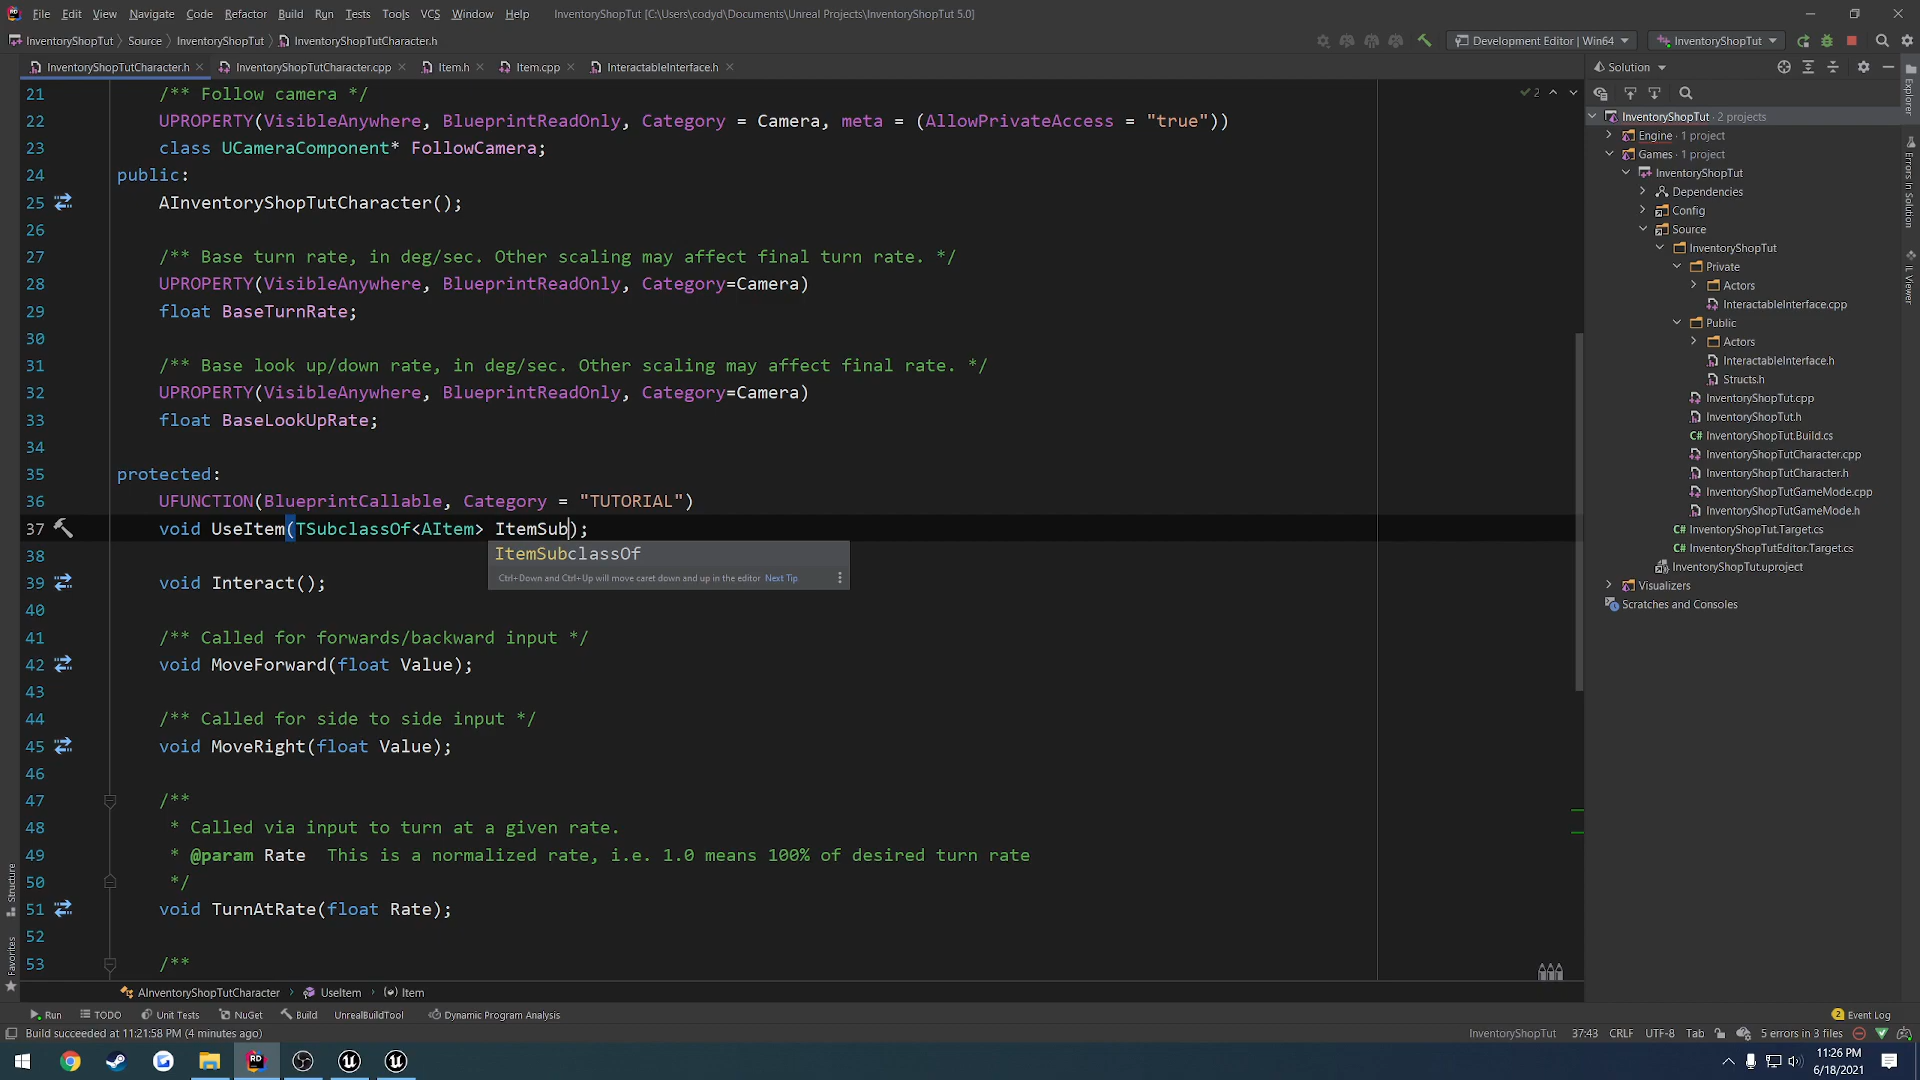 File Edit View Navigate Code Refactor Build Run Tests Tools VCS Window Help InventoryShopTut [C:\Users\codyd\Documents\Unreal Projects\InventoryShopTut 5.0]
InventoryShopTut Source InventoryShopTut InventoryShopTutCharacter.h Development Editor | Win64 InventoryShopTut
InventoryShopTutCharacter.h InventoryShopTutCharacter.cpp Item.h Item.cpp InteractableInterface.h
21 /** Follow camera */
22 UPROPERTY(VisibleAnywhere, BlueprintReadOnly, Category = Camera, meta = (AllowPrivateAccess = "true"))
23 class UCameraComponent* FollowCamera;
24 public:
25 AInventoryShopTutCharacter();
26
27 /** Base turn rate, in deg/sec. Other scaling may affect final turn rate. */
28 UPROPERTY(VisibleAnywhere, BlueprintReadOnly, Category=Camera)
29 float BaseTurnRate;
30
31 /** Base look up/down rate, in deg/sec. Other scaling may affect final rate. */
32 UPROPERTY(VisibleAnywhere, BlueprintReadOnly, Category=Camera)
33 float BaseLookUpRate;
34
35 protected:
36 UFUNCTION(BlueprintCallable, Category = "TUTORIAL")
37 void UseItem(TSubclassOf<AItem> ItemSub);
38
ItemSubclassOf
Ctrl+Down and Ctrl+Up will move caret down and up in the editor Next Tip
39 void Interact();
40
41 /** Called for forwards/backward input */
42 void MoveForward(float Value);
43
44 /** Called for side to side input */
45 void MoveRight(float Value);
46
47 /**
48 * Called via input to turn at a given rate.
49 * @param Rate This is a normalized rate, i.e. 1.0 means 100% of desired turn rate
50 */
51 void TurnAtRate(float Rate);
52
53 /**
2
AInventoryShopTutCharacter UseItem Item
Solution
InventoryShopTut · 2 projects
Engine · 1 project
Games · 1 project
InventoryShopTut
Dependencies
Config
Source
InventoryShopTut
Private
Actors
InteractableInterface.cpp
Public
Actors
InteractableInterface.h
Structs.h
InventoryShopTut.cpp
InventoryShopTut.h
C# InventoryShopTut.Build.cs
InventoryShopTutCharacter.cpp
InventoryShopTutCharacter.h
InventoryShopTutGameMode.cpp
InventoryShopTutGameMode.h
C# InventoryShopTut.Target.cs
C# InventoryShopTutEditor.Target.cs
InventoryShopTut.uproject
Visualizers
Scratches and Consoles
Explorer
Errors In Solution
IL Viewer
Structure
Favorites
Run TODO Unit Tests NuGet Build UnrealBuildTool Dynamic Program Analysis 2 Event Log
Build succeeded at 11:21:58 PM (4 minutes ago) InventoryShopTut 37:43 CRLF UTF-8 Tab 5 errors in 3 files
11:26 PM
6/18/2021